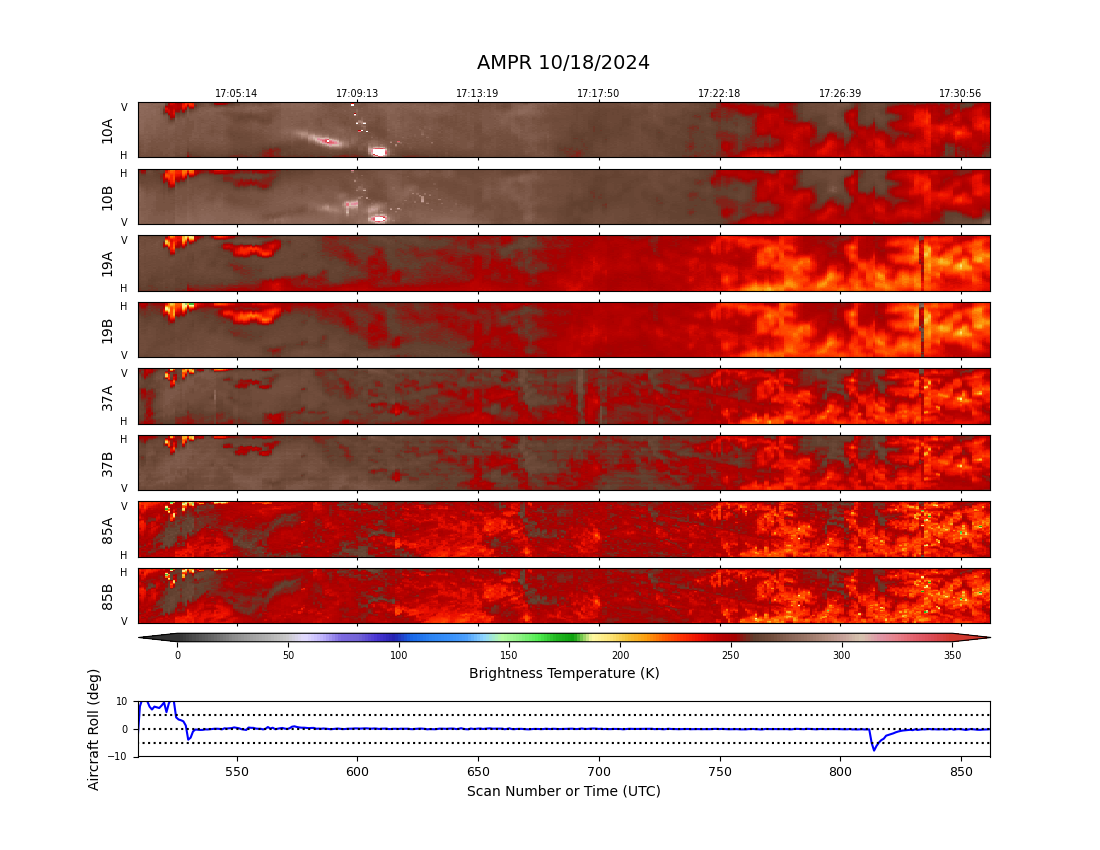 AMPR 10/18/2024
17:05:14 17:09:13 17:13:19 17:17:50 17:22:18 17:26:39 17:30:56
V
10A
H
H
10B
V
V
19A
H
H
19B
V
V
37A
H
H
37B
V
V
85A
H
H
85B
V
0 50 100 150 200 250 300 350
Brightness Temperature (K)
Aircraft Roll (deg)
10
0
−10
550 600 650 700 750 800 850
Scan Number or Time (UTC)